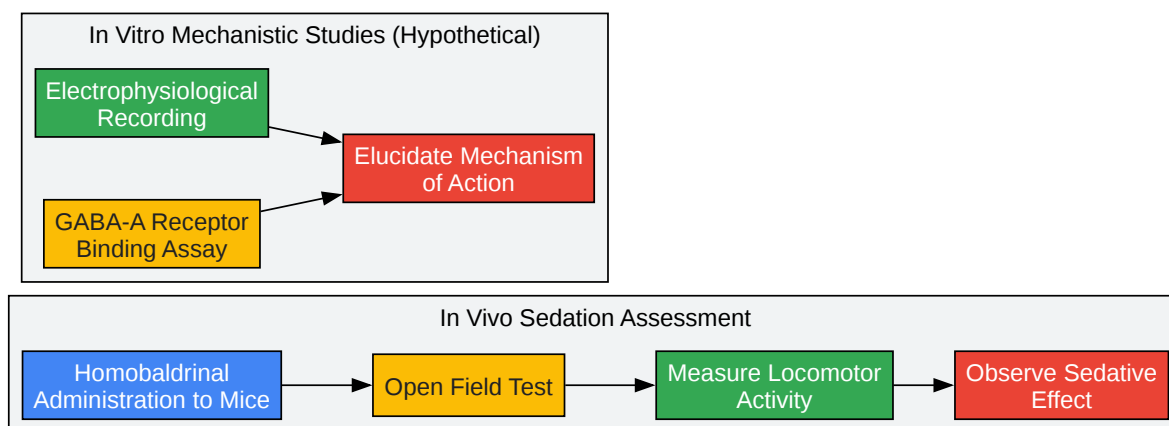 In Vitro Mechanistic Studies (Hypothetical)
Electrophysiological
Recording
Elucidate Mechanism
of Action
GABA-A Receptor
Binding Assay
In Vivo Sedation Assessment
Homobaldrinal
Administration to Mice
Open Field Test
Measure Locomotor
Activity
Observe Sedative
Effect